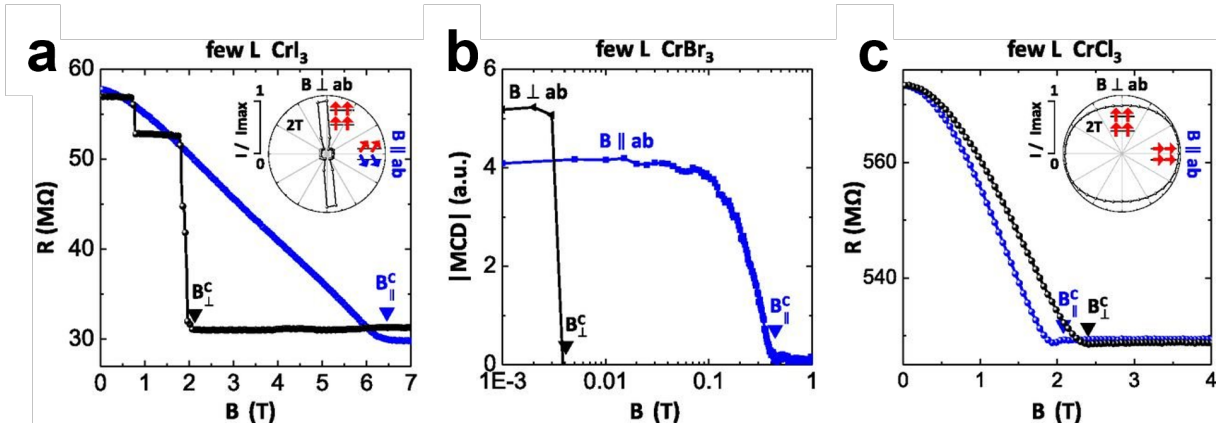 a
few L CrI₃
60
50
40
30
R (MΩ)
0
1
2
3
4
5
6
7
B (T)
B ⊥ ab
B ∥ ab
1
0
I / Imax
2T
B⊥ᶜ
B∥ᶜ
b
few L CrBr₃
6
4
2
0
|MCD| (a.u.)
1E-3
0.01
0.1
1
B (T)
B ⊥ ab
B ∥ ab
B⊥ᶜ
B∥ᶜ
c
few L CrCl₃
560
540
R (MΩ)
0
1
2
3
4
B (T)
B ⊥ ab
B ∥ ab
1
0
I / Imax
2T
B∥ᶜ
B⊥ᶜ